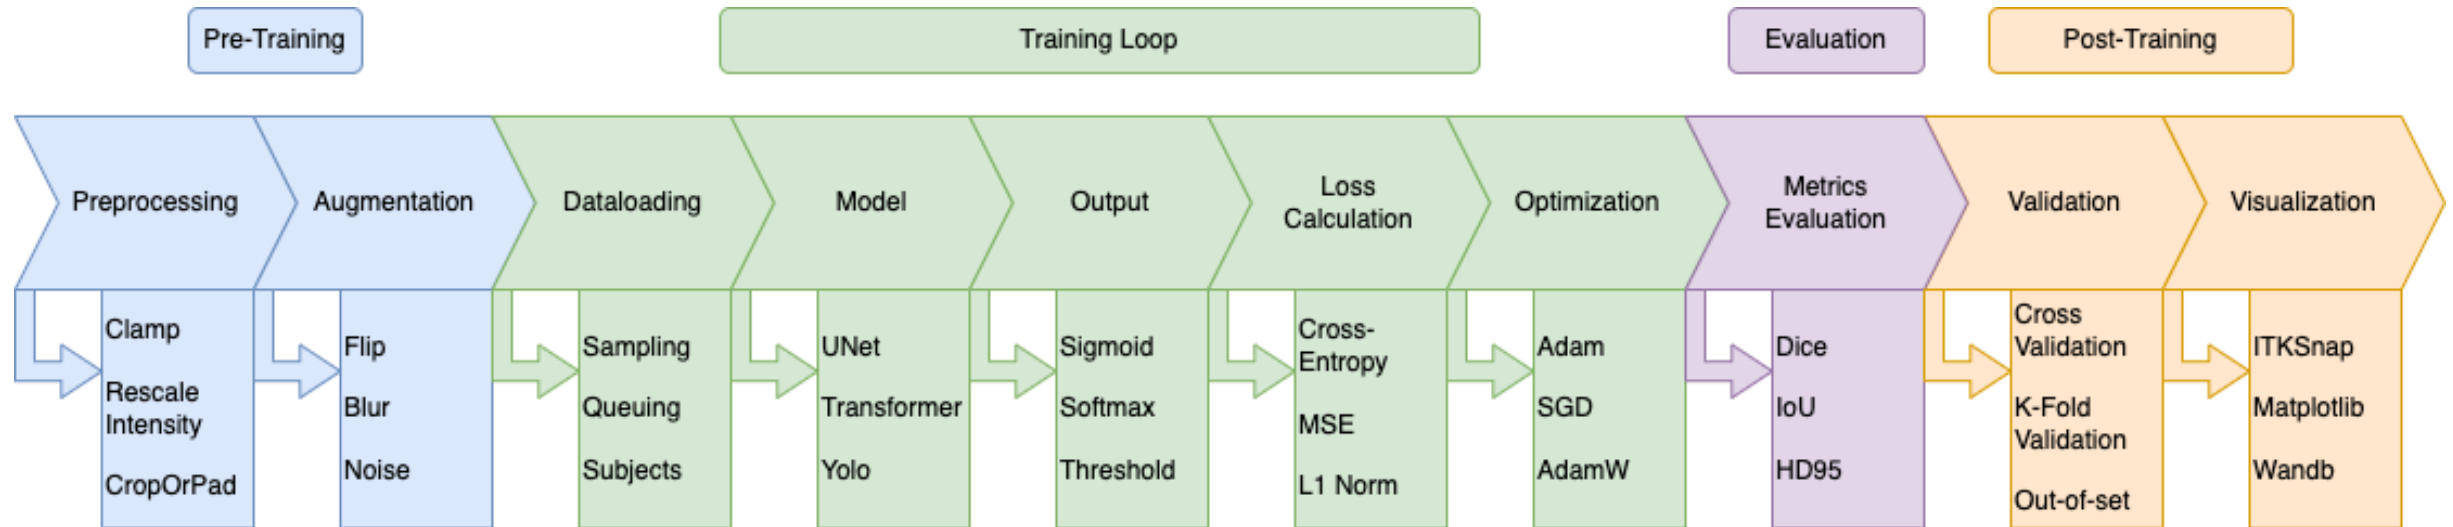 Pre-Training
Training Loop
Evaluation
Post-Training
Preprocessing
Augmentation
Dataloading
Model
Output
Loss
Calculation
Optimization
Metrics
Evaluation
Validation
Visualization
Clamp
Rescale
Intensity
CropOrPad
Flip
Blur
Noise
Sampling
Queuing
Subjects
UNet
Transformer
Yolo
Sigmoid
Softmax
Threshold
Cross-
Entropy
MSE
L1 Norm
Adam
SGD
AdamW
Dice
IoU
HD95
Cross
Validation
K-Fold
Validation
Out-of-set
ITKSnap
Matplotlib
Wandb